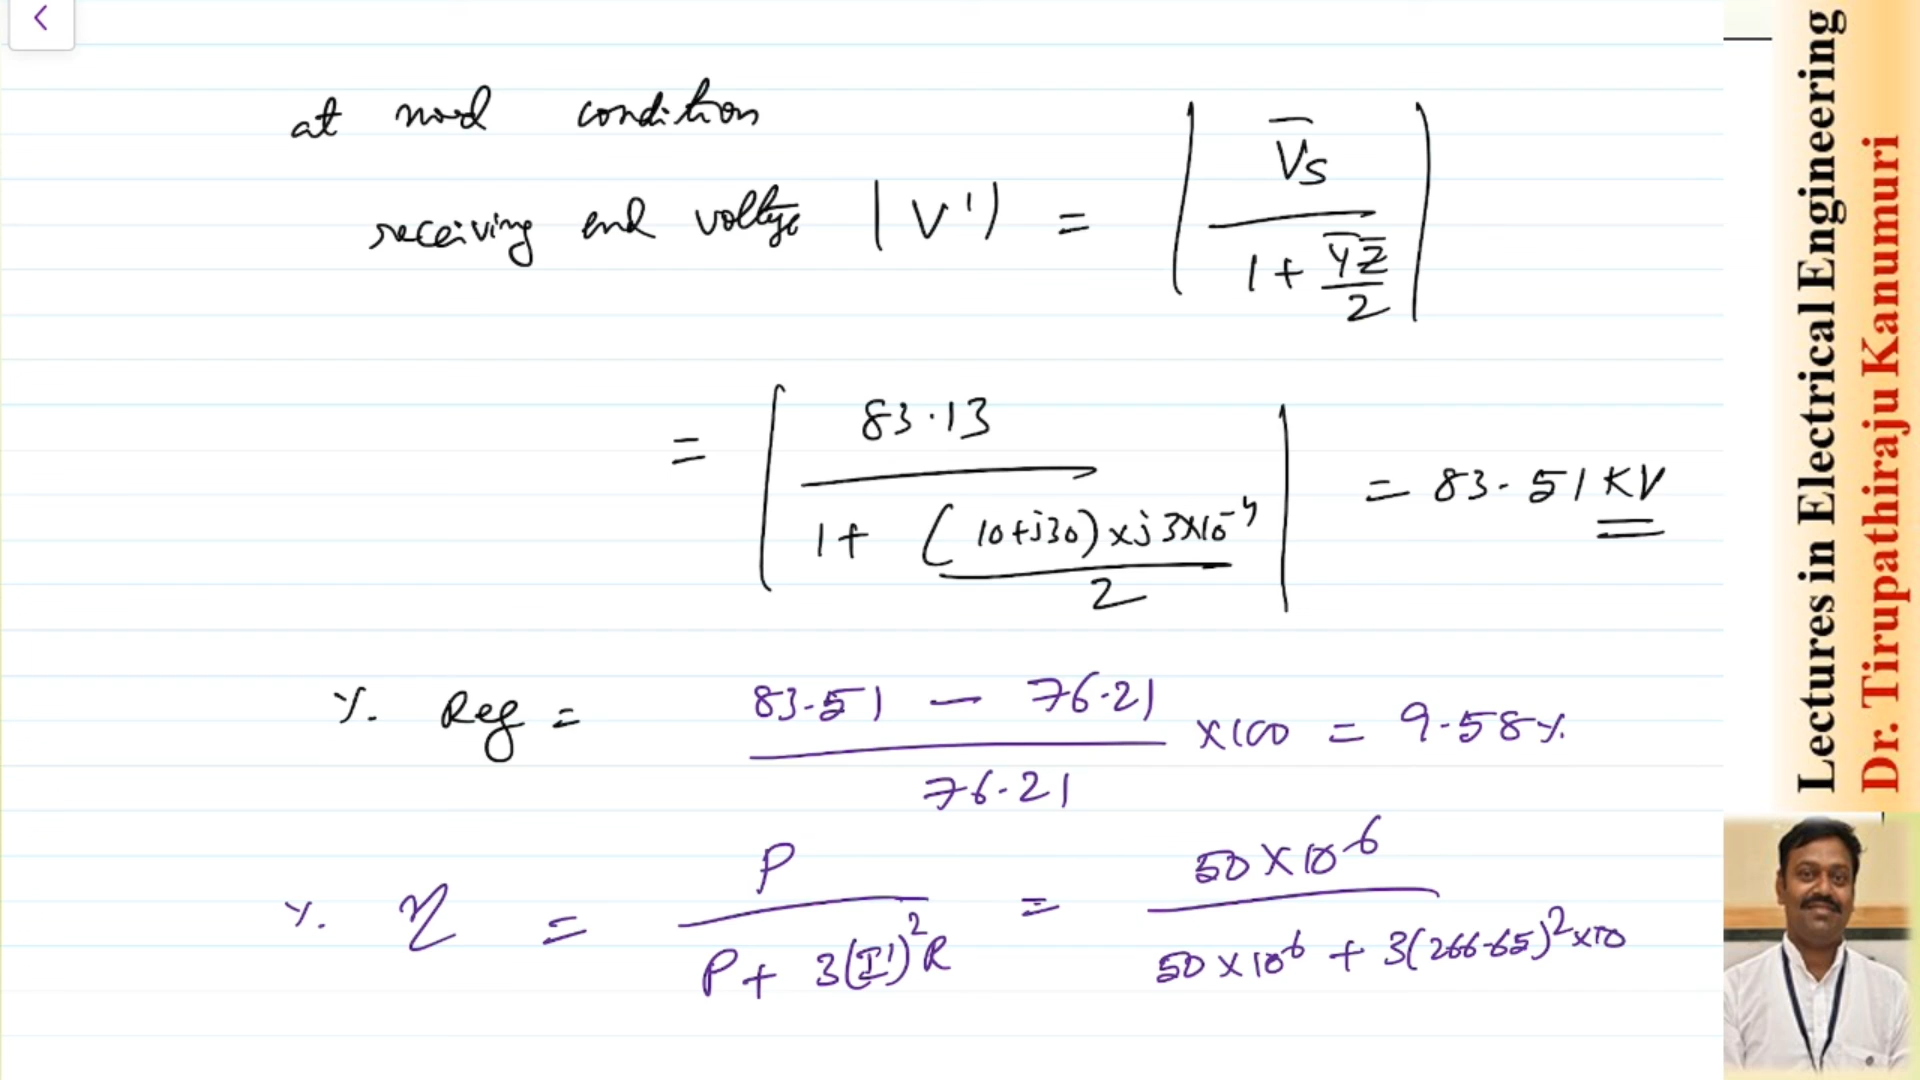 at no load condition
receiving end voltage |V'| = | V̅s / (1 + Y̅Z̅/2) |
= | 83.13 / (1 + (10+j30)×j3×10⁻⁴ / 2) | = 83.51 KV
% Reg = (83.51 − 76.21) / 76.21 ×100 = 9.58%
% η = P / (P + 3(I')²R) = 50×10⁶ / (50×10⁶ + 3(266.65)²×10)
Lectures in Electrical Engineering
Dr. Tirupathiraju Kanumuri